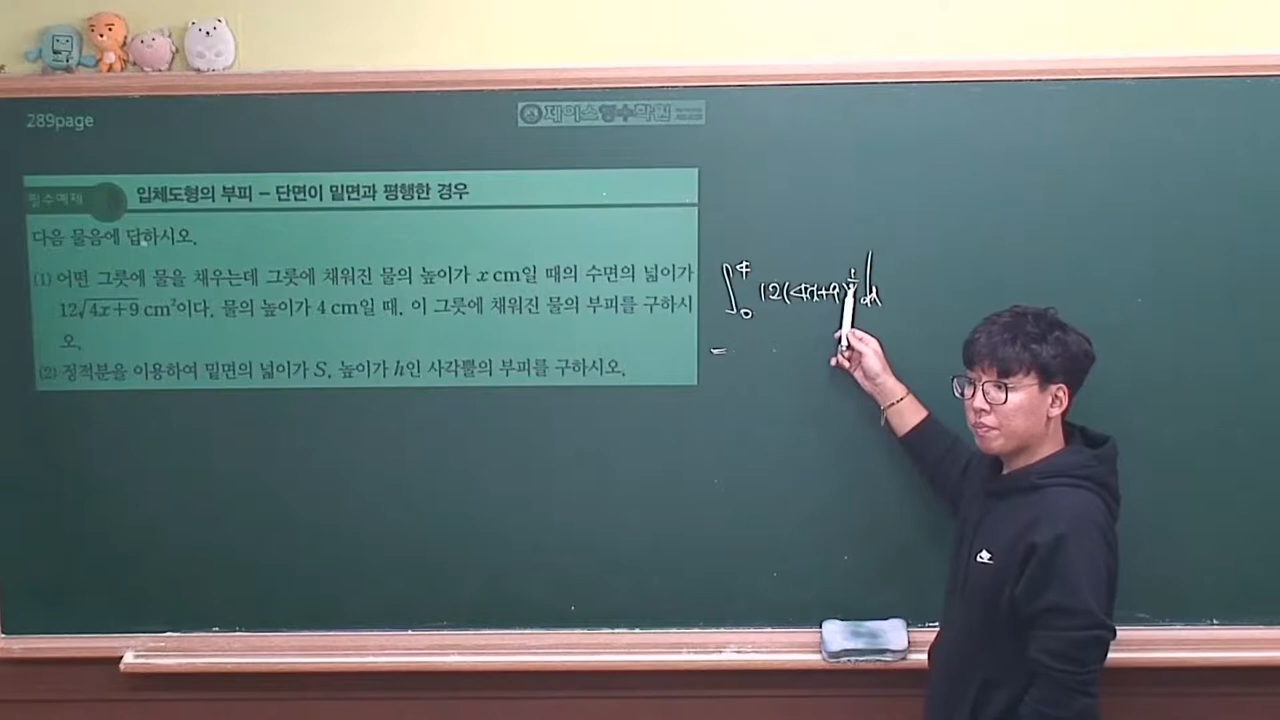 289page
제이스영수학원
필수예제
입체도형의 부피 - 단면이 밑면과 평행한 경우
다음 물음에 답하시오.
(1) 어떤 그릇에 물을 채우는데 그릇에 채워진 물의 높이가 x cm일 때의 수면의 넓이가
12√4x+9 cm²이다. 물의 높이가 4 cm일 때, 이 그릇에 채워진 물의 부피를 구하시
오.
(2) 정적분을 이용하여 밑면의 넓이가 S, 높이가 h인 사각뿔의 부피를 구하시오.
∫₀⁴ 12(4x+9)^½ dx
=